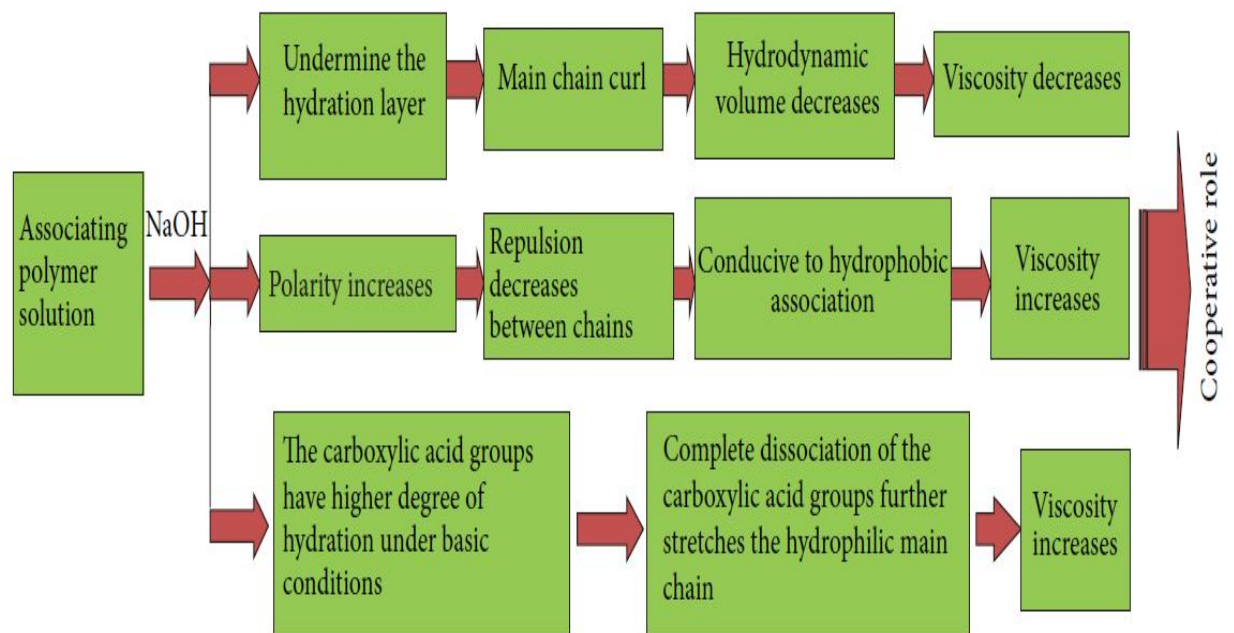 Associating
polymer
solution
NaOH
Undermine the
hydration layer
Main chain curl
Hydrodynamic
volume decreases
Viscosity decreases
Polarity increases
Repulsion
decreases
between chains
Conducive to hydrophobic
association
Viscosity
increases
The carboxylic acid groups
have higher degree of
hydration under basic
conditions
Complete dissociation of the
carboxylic acid groups further
stretches the hydrophilic main
chain
Viscosity
increases
Cooperative role